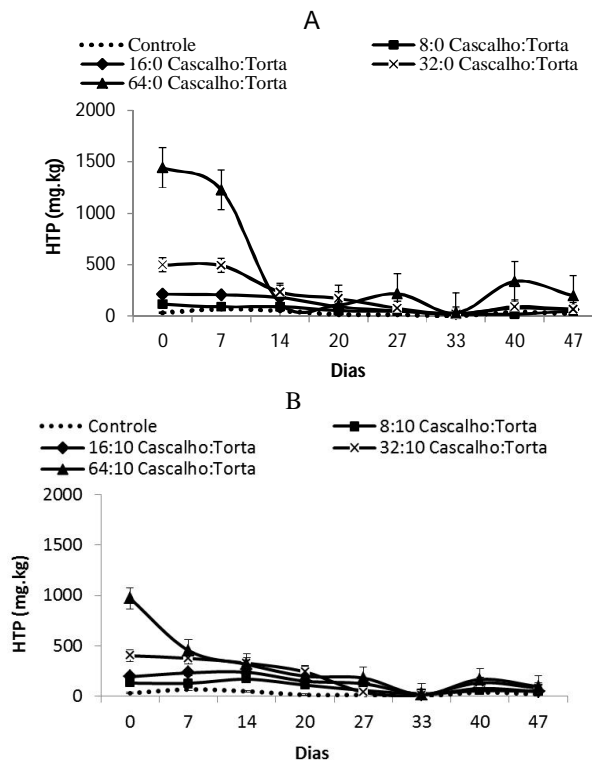 A
Controle
8:0 Cascalho:Torta
16:0 Cascalho:Torta
32:0 Cascalho:Torta
64:0 Cascalho:Torta
2000
1500
1000
500
0
HTP (mg.kg)
0 7 14 20 27 33 40 47
Dias
B
Controle
8:10 Cascalho:Torta
16:10 Cascalho:Torta
32:10 Cascalho:Torta
64:10 Cascalho:Torta
2000
1500
1000
500
0
HTP (mg.kg)
0 7 14 20 27 33 40 47
Dias